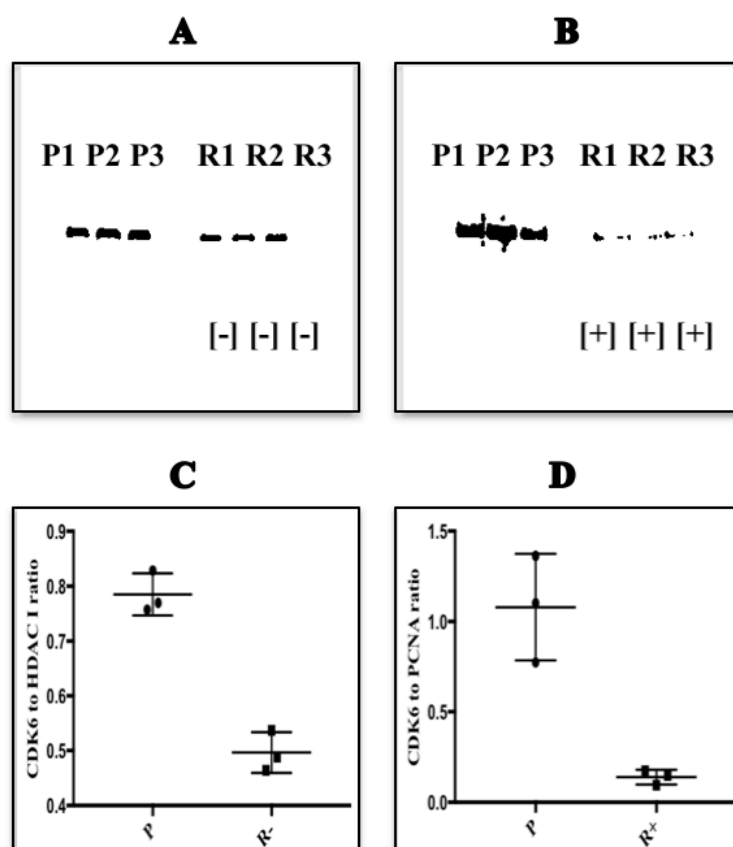 A
P1 P2 P3 R1 R2 R3
[-] [-] [-]
B
P1 P2 P3 R1 R2 R3
[+] [+] [+]
C
CDK6 to HDAC I ratio
0.9
0.8
0.7
0.6
0.5
0.4
P R-
D
CDK6 to PCNA ratio
1.5
1.0
0.5
0.0
P R+